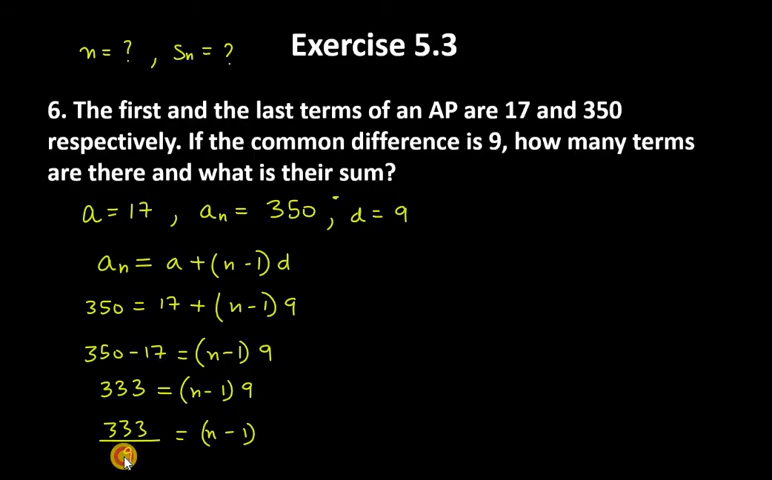 n = ? , Sn = ?
Exercise 5.3
6. The first and the last terms of an AP are 17 and 350
respectively. If the common difference is 9, how many terms
are there and what is their sum?
a = 17 , an = 350 ; d = 9
an = a + (n - 1) d
350 = 17 + (n - 1) 9
350 - 17 = (n - 1) 9
333 = (n - 1) 9
333/9 = (n - 1)